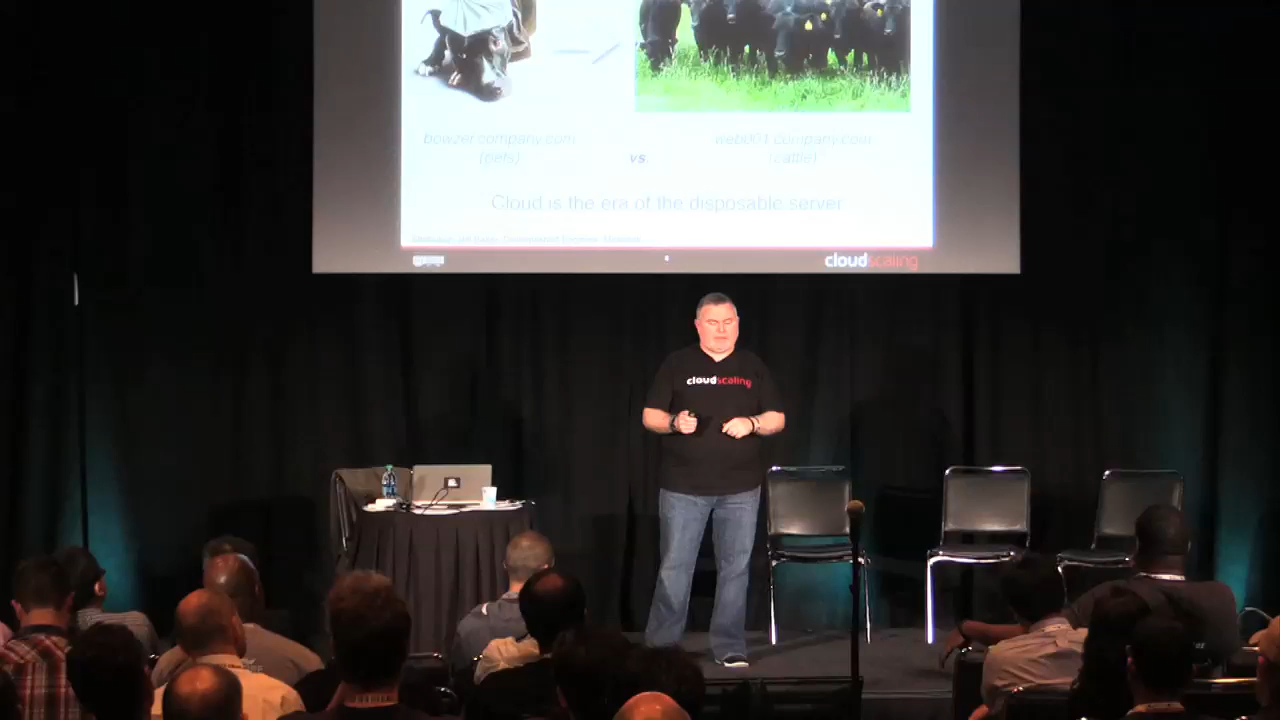 bowzer.company.com
(pets)
vs.
web001.company.com
(cattle)
Cloud is the era of the disposable server
cloudscaling
cloudscaling